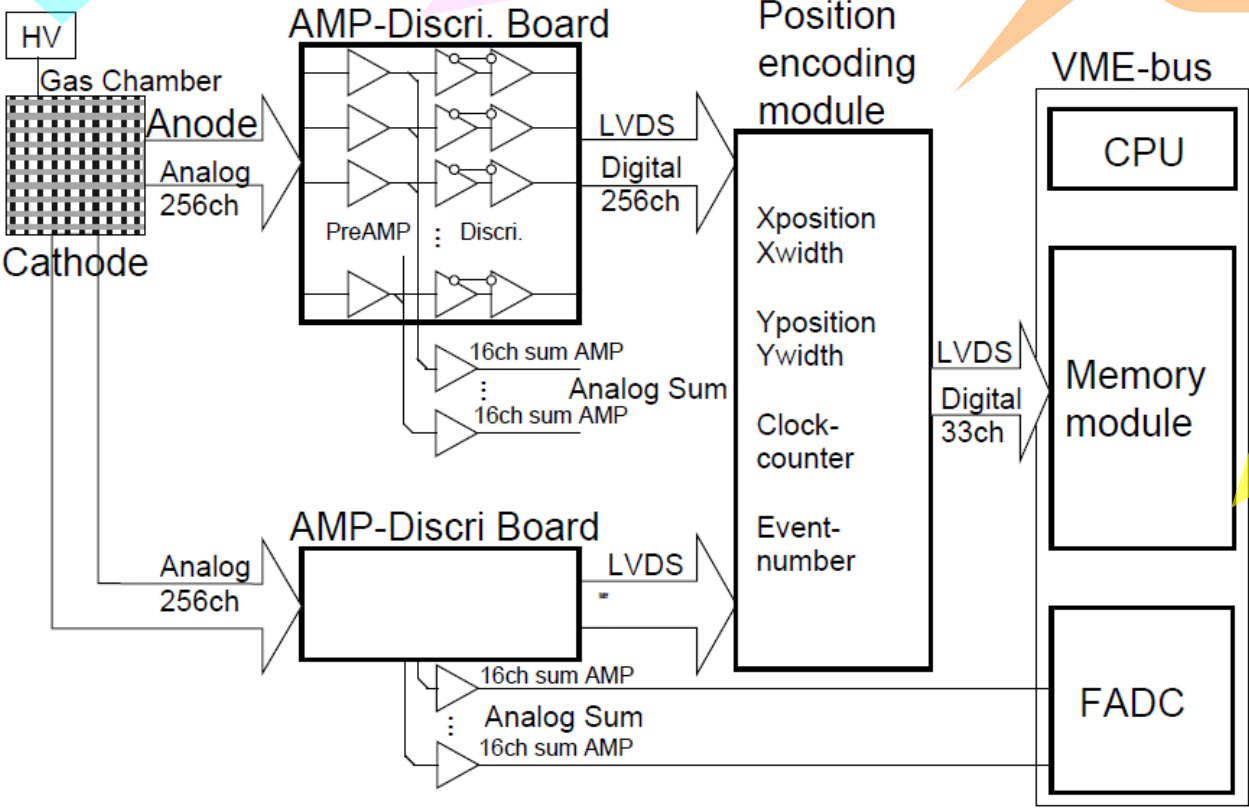 HV
Gas Chamber
Cathode
Anode
Analog
256ch
AMP-Discri. Board
PreAMP
Discri.
16ch sum AMP
Analog Sum
16ch sum AMP
LVDS
Digital
256ch
Position
encoding
module
Xposition
Xwidth
Yposition
Ywidth
Clock-
counter
Event-
number
LVDS
Digital
33ch
VME-bus
CPU
Memory
module
FADC
Analog
256ch
AMP-Discri Board
LVDS
16ch sum AMP
Analog Sum
16ch sum AMP